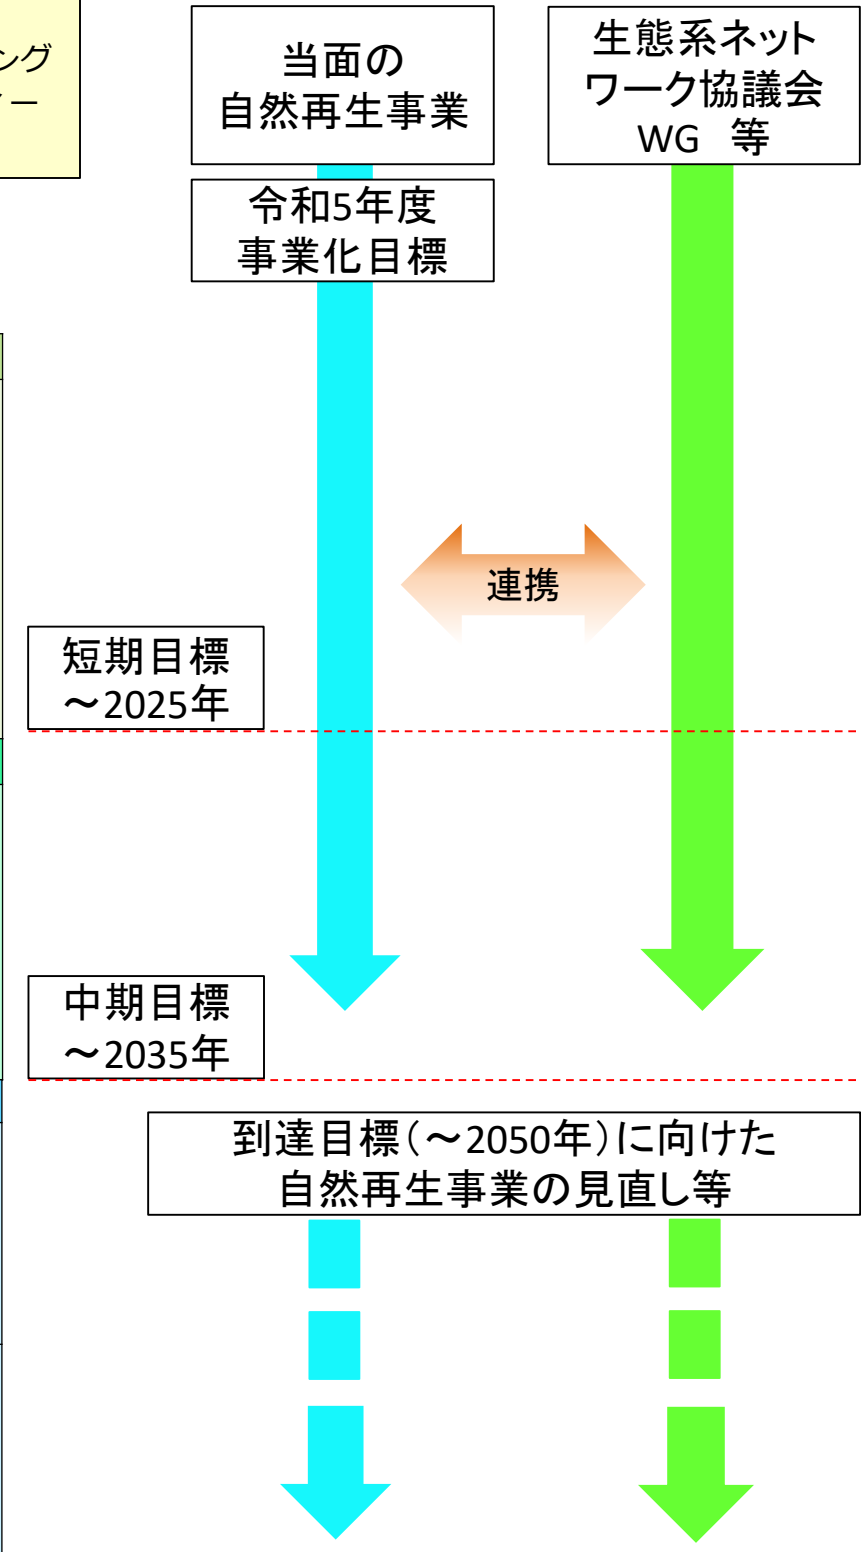 ング
ー
当面の
自然再生事業
生態系ネット
ワーク協議会
WG　等
令和5年度
事業化目標
連携
短期目標
～2025年
中期目標
～2035年
到達目標（～2050年）に向けた
自然再生事業の見直し等